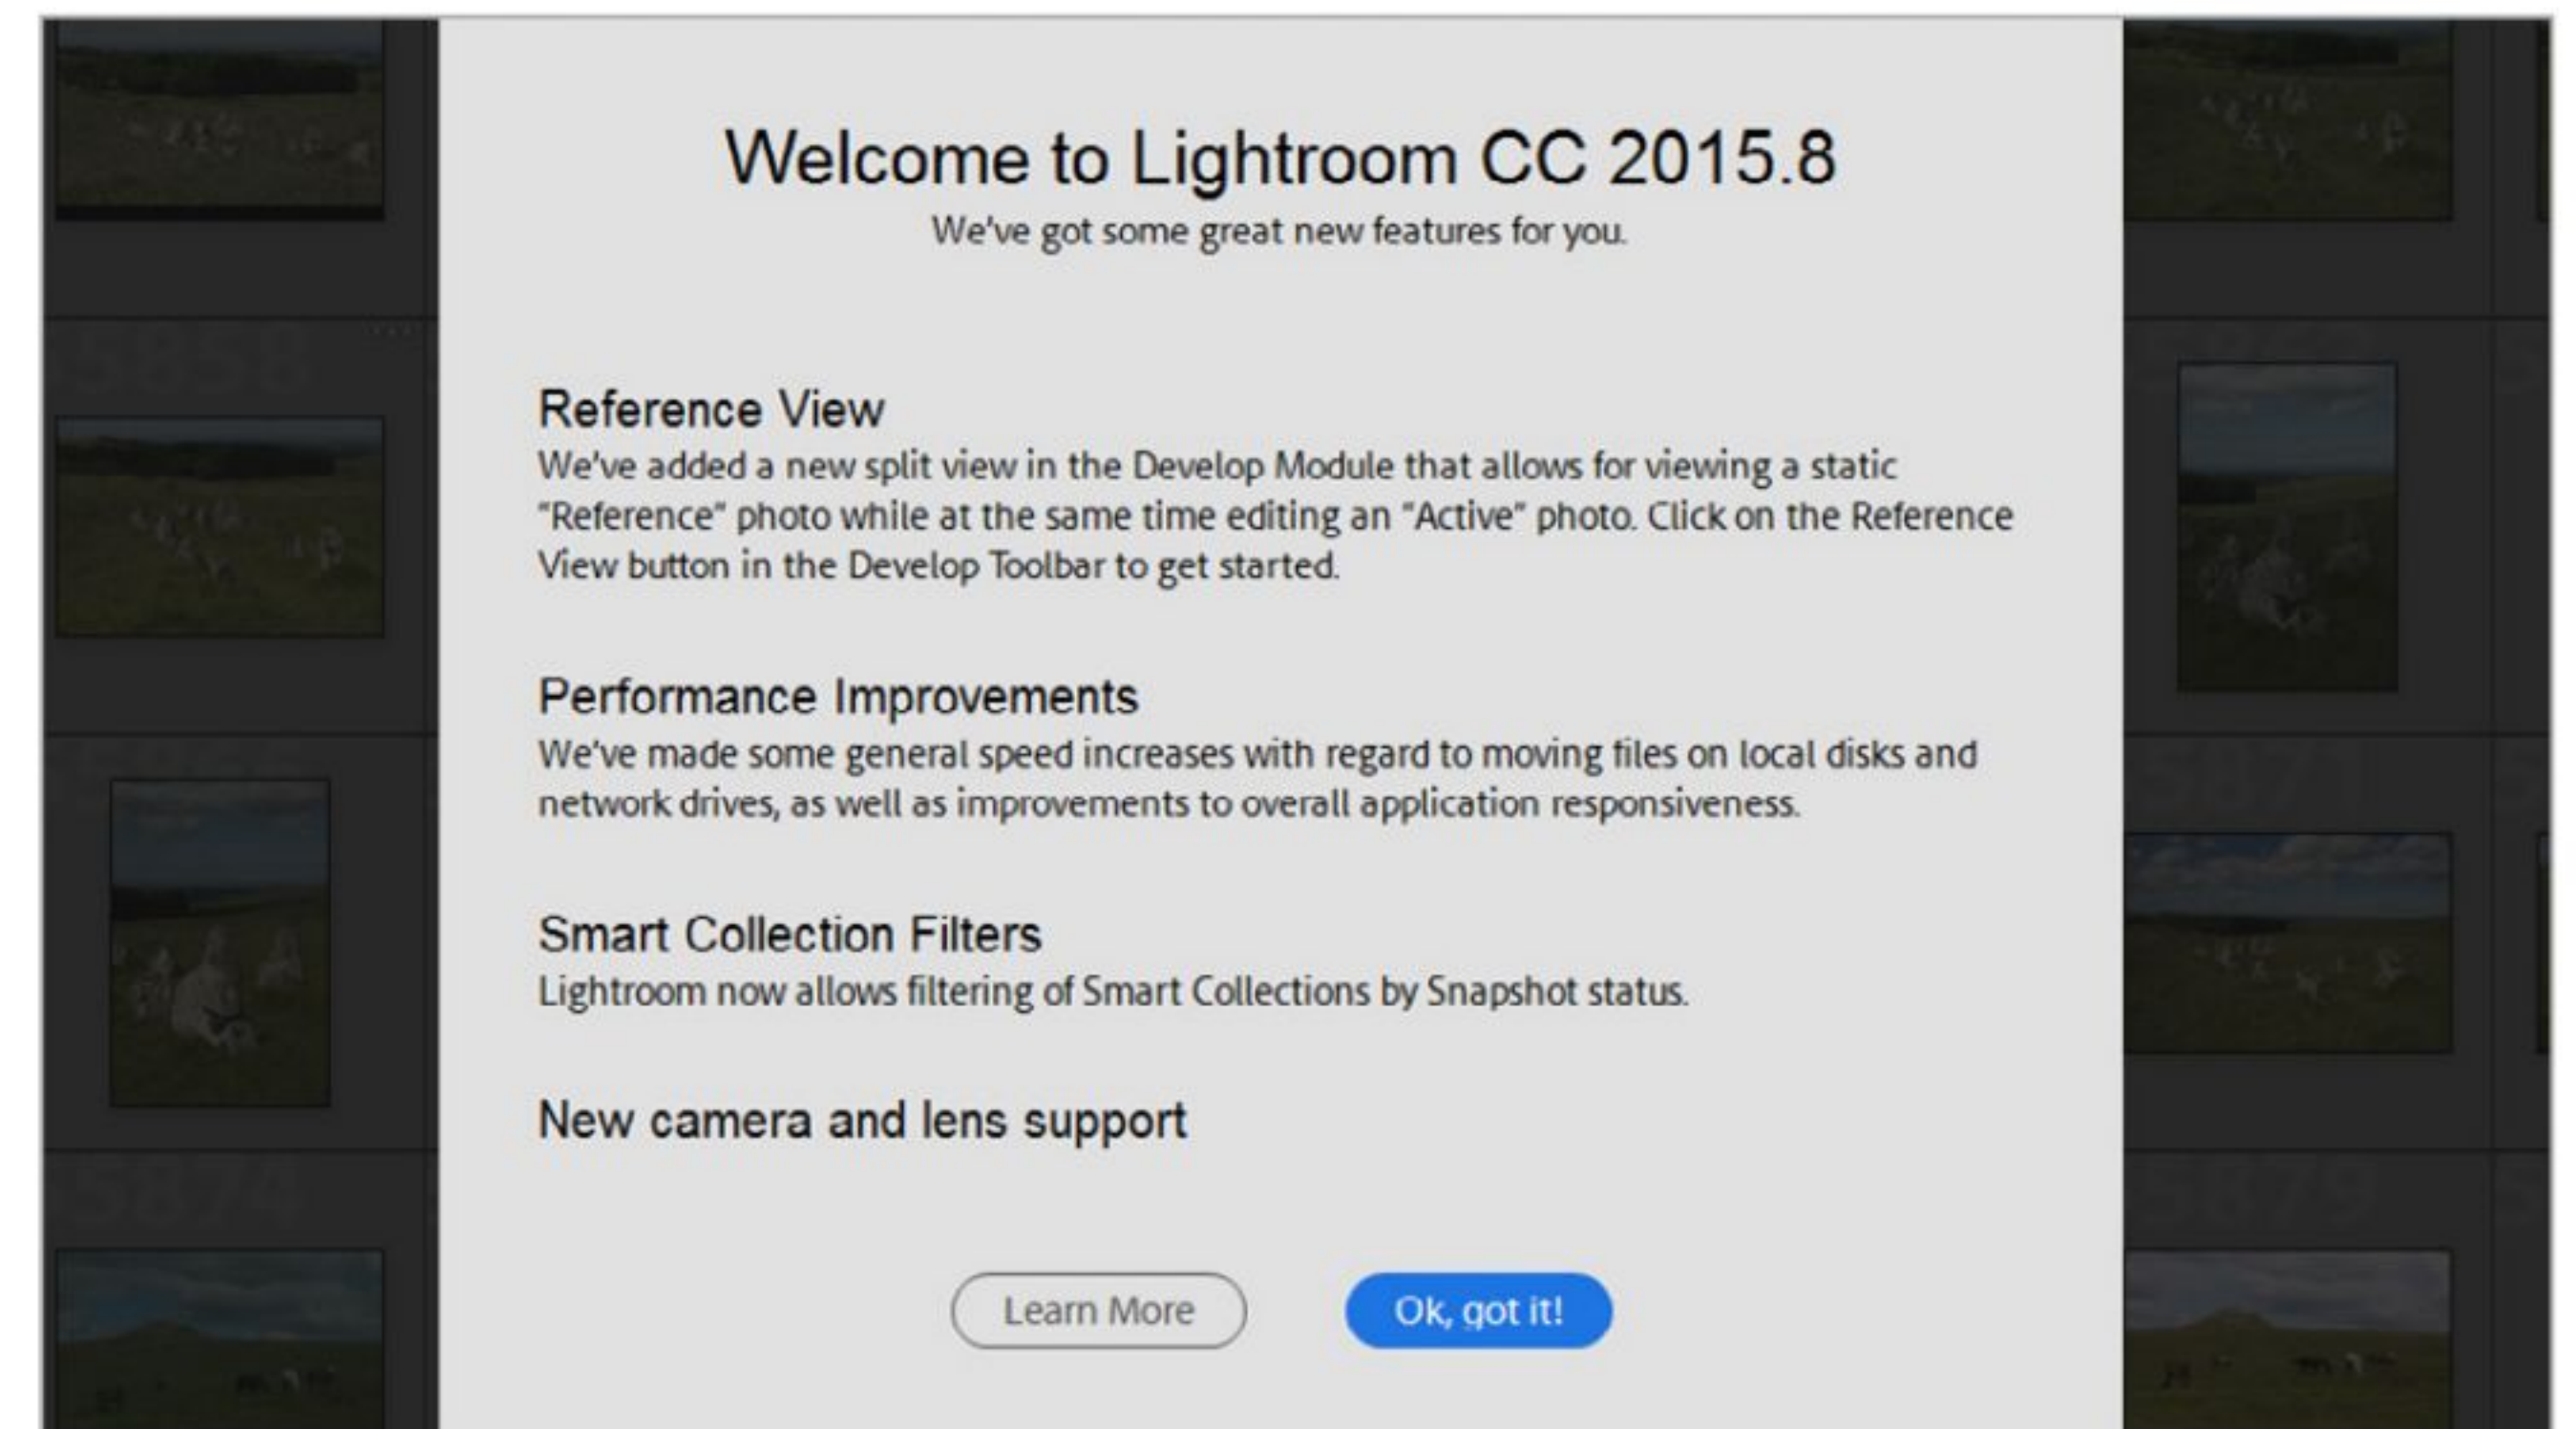 Welcome to Lightroom CC 2015.8
We've got some great new features for you.
Reference View
We've added a new split view in the Develop Module that allows for viewing a static
"Reference" photo while at the same time editing an "Active" photo. Click on the Reference
View button in the Develop Toolbar to get started.
Performance Improvements
We've made some general speed increases with regard to moving files on local disks and
network drives, as well as improvements to overall application responsiveness.
Smart Collection Filters
Lightroom now allows filtering of Smart Collections by Snapshot status.
New camera and lens support
Learn More
Ok, got it!
5858
5871
5874
5879